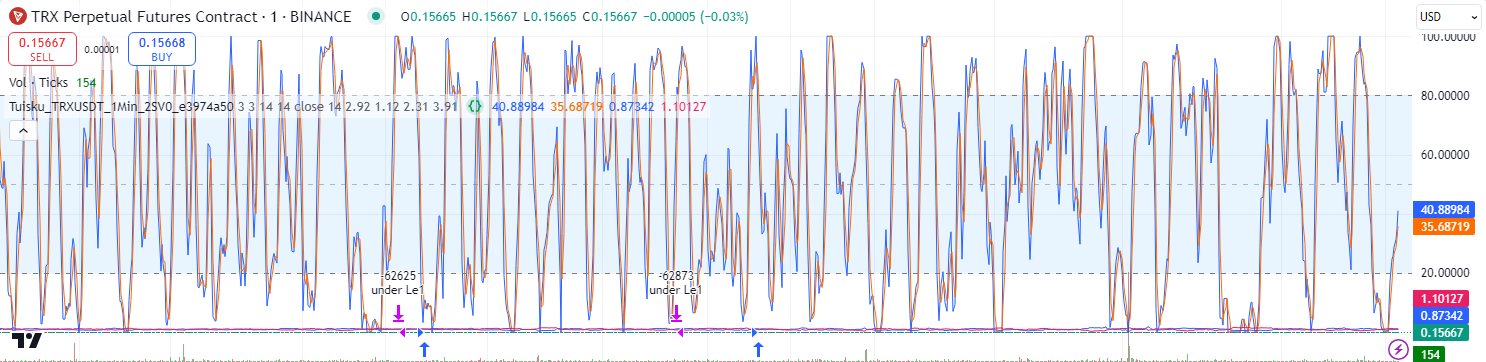 TRX Perpetual Futures Contract · 1 · BINANCE O0.15665 H0.15667 L0.15665 C0.15667 -0.00005 (-0.03%)
USD
0.15667 SELL
0.00001
0.15668 BUY
Vol · Ticks 154
Tuisku_TRXUSDT_1Min_2SV0_e3974a50 3 3 14 14 close 14 2.92 1.12 2.31 3.91 40.88984 35.68719 0.87342 1.10127
100.00000
80.00000
60.00000
40.88984
35.68719
20.00000
-62625
under Le1
-62873
under Le1
1.10127
0.87342
0.15667
154